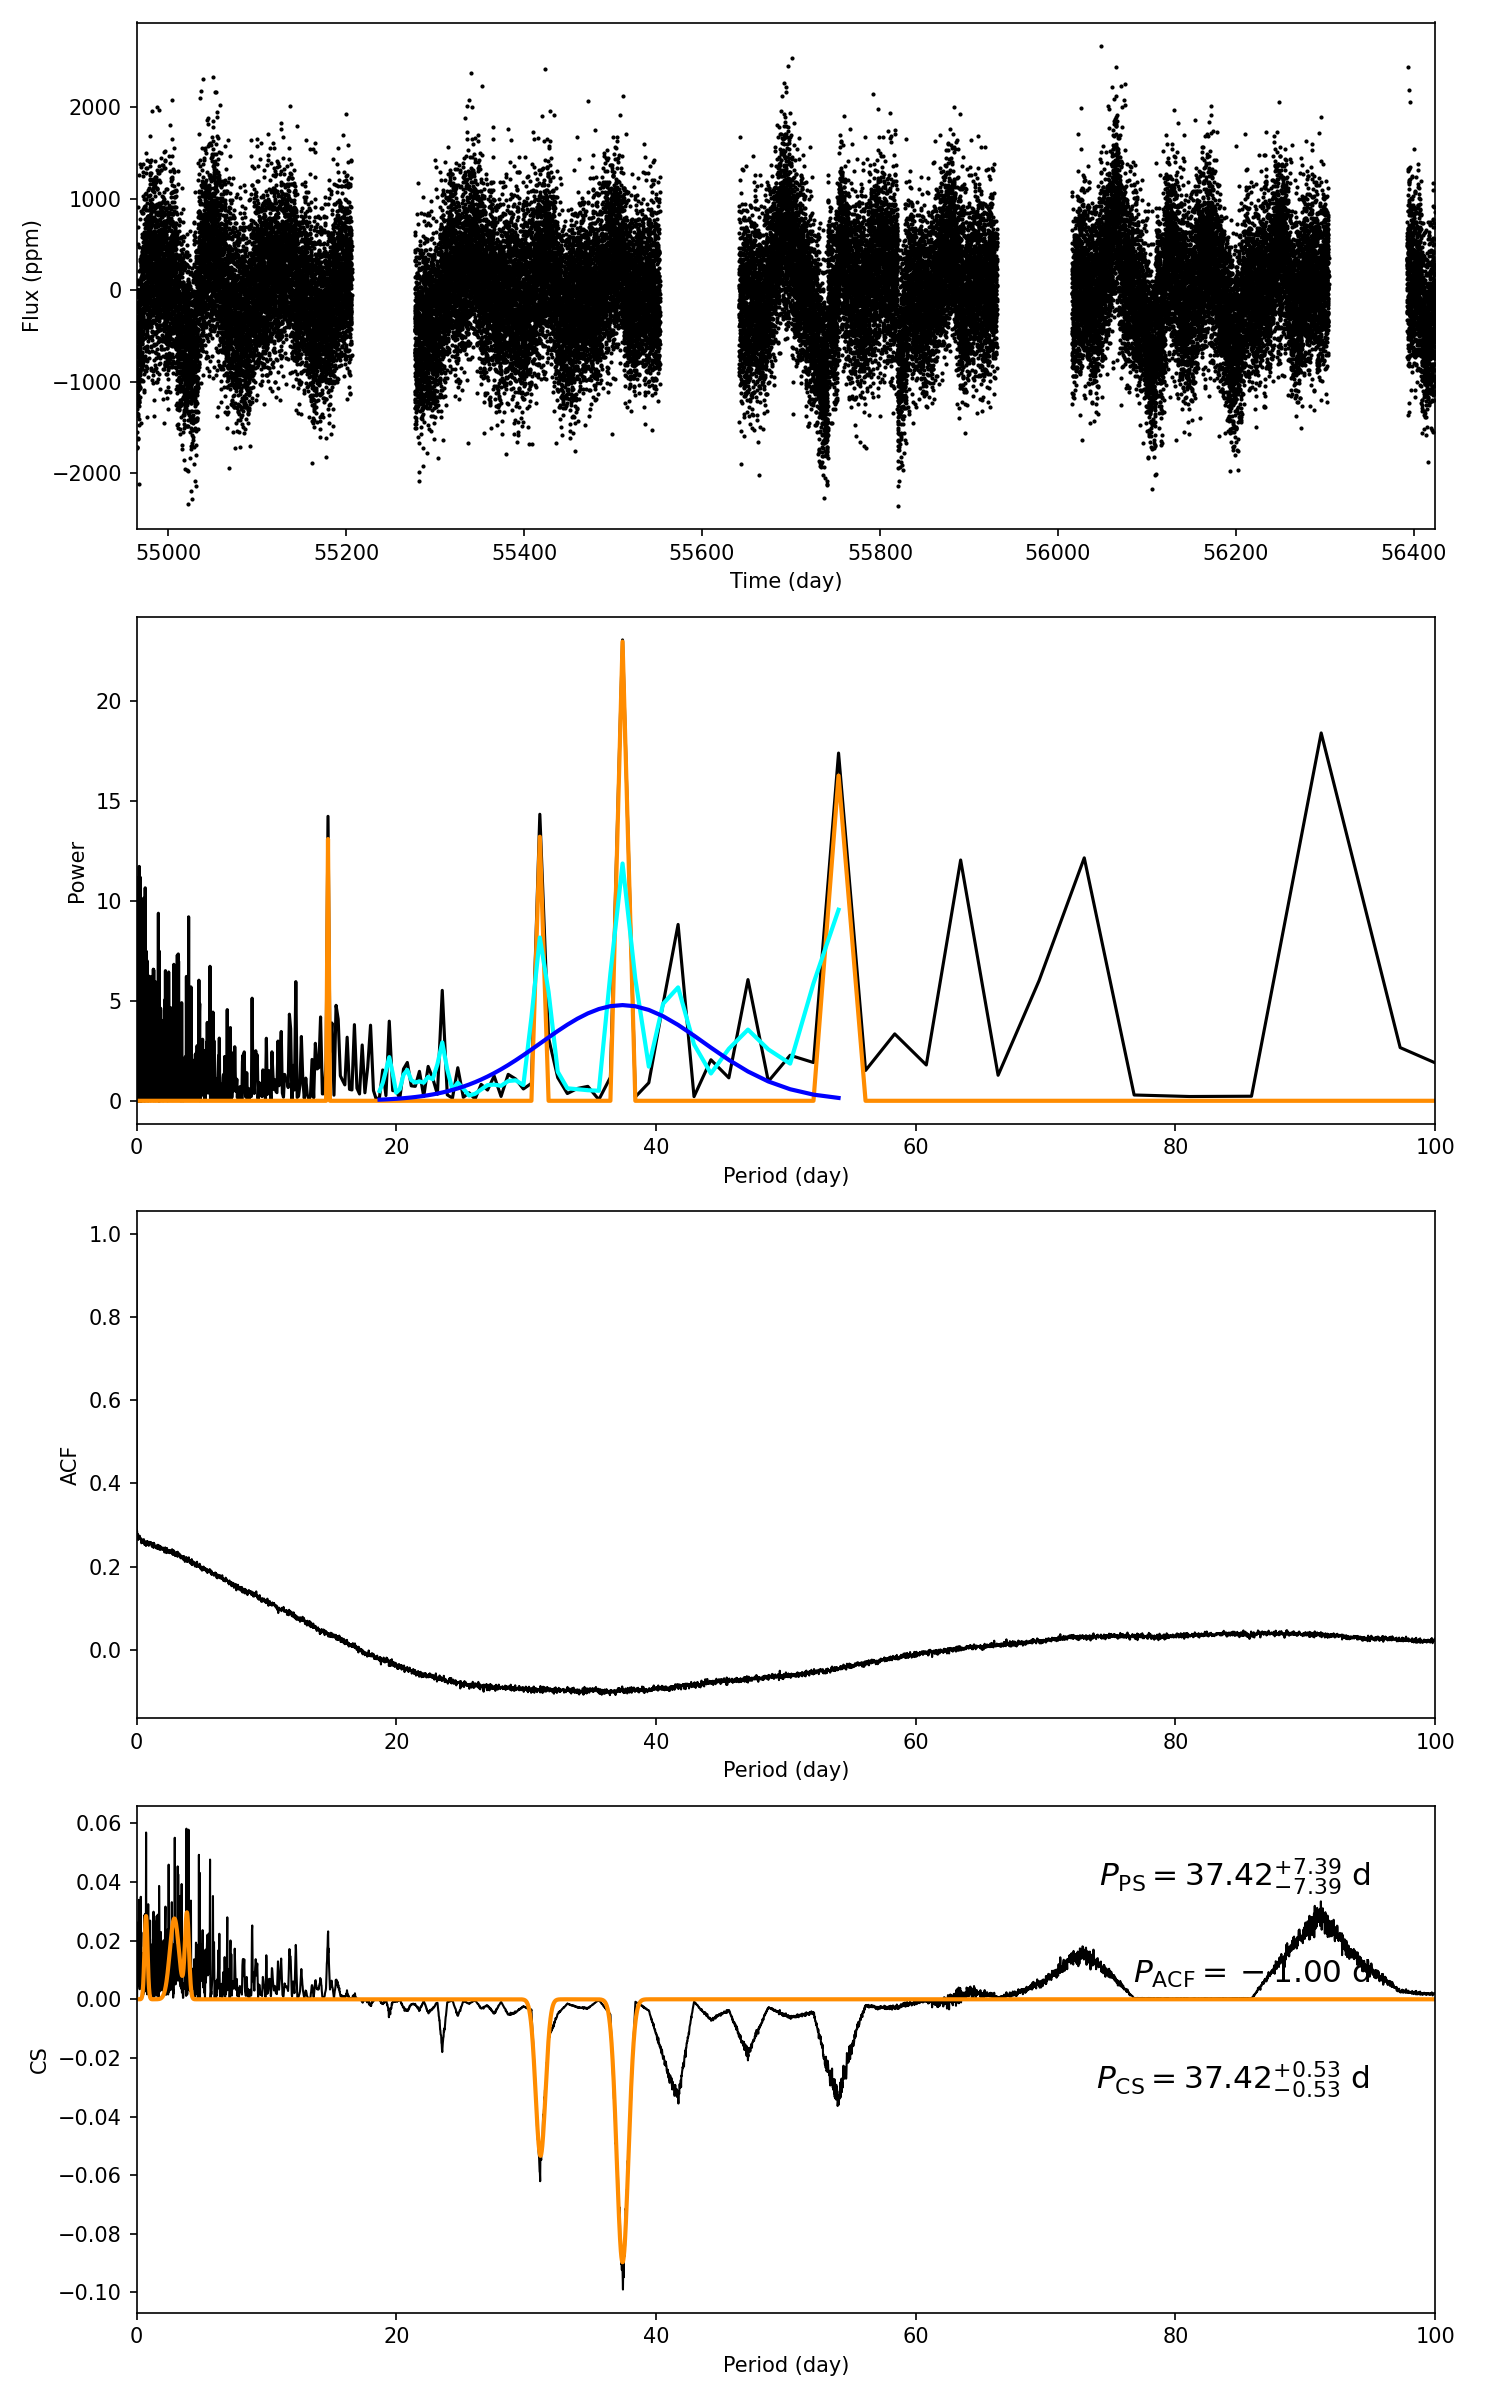 2000
1000
0
−1000
−2000
Flux (ppm)
55000 55200 55400 55600 55800 56000 56200 56400
Time (day)
20
15
10
5
0
Power
0 20 40 60 80 100
Period (day)
1.0
0.8
0.6
0.4
0.2
0.0
ACF
0 20 40 60 80 100
Period (day)
0.06
0.04
0.02
0.00
−0.02
−0.04
−0.06
−0.08
−0.10
CS
P_PS = 37.42^{+7.39}_{−7.39} d
P_ACF = −1.00 d
P_CS = 37.42^{+0.53}_{−0.53} d
0 20 40 60 80 100
Period (day)